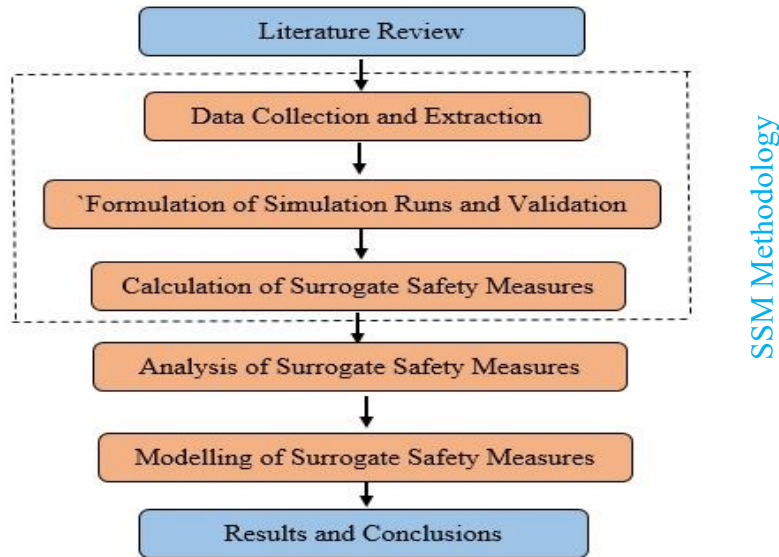 Literature Review
Data Collection and Extraction
`Formulation of Simulation Runs and Validation
Calculation of Surrogate Safety Measures
Analysis of Surrogate Safety Measures
Modelling of Surrogate Safety Measures
Results and Conclusions
SSM Methodology